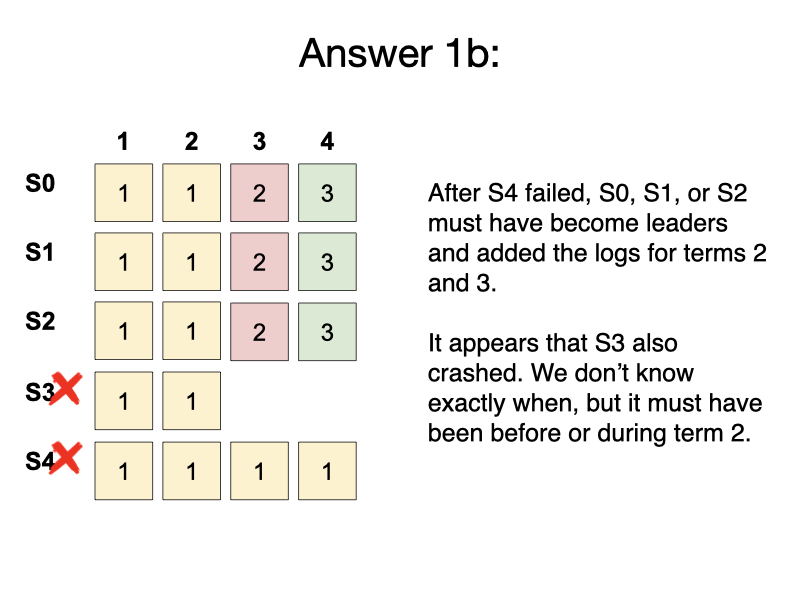 Answer 1b:
1 2 3 4
S0 1 1 2 3
S1 1 1 2 3
S2 1 1 2 3
S3 1 1
S4 1 1 1 1
After S4 failed, S0, S1, or S2
must have become leaders
and added the logs for terms 2
and 3.
It appears that S3 also
crashed. We don’t know
exactly when, but it must have
been before or during term 2.